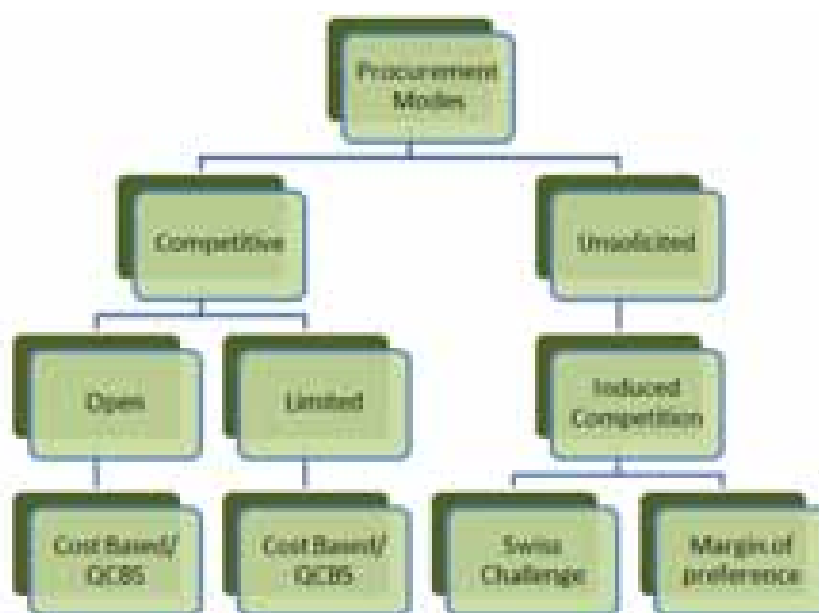 Procurement
Modes
Competitive
Unsolicited
Open
Limited
Induced
Competition
Cost Based/
QCBS
Cost Based/
QCBS
Swiss
Challenge
Margin of
preference